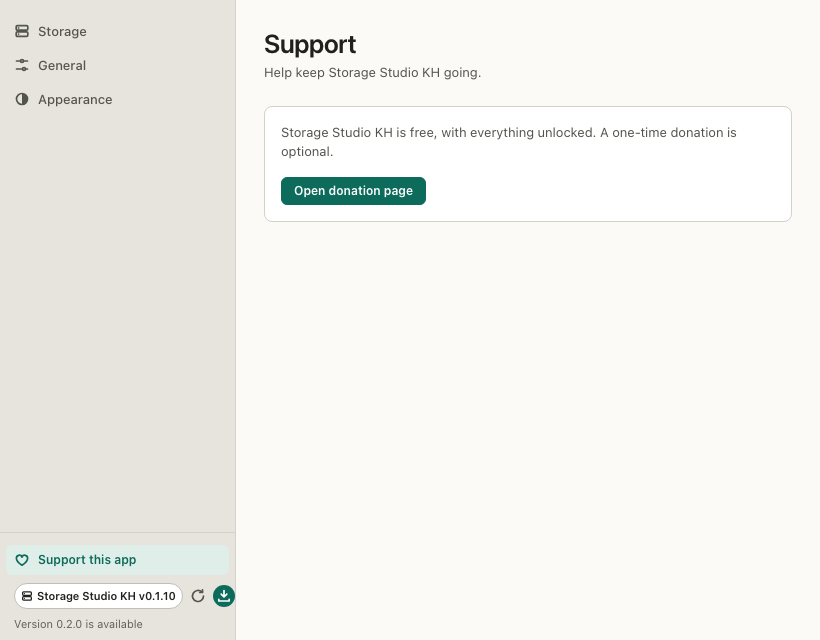 Storage
General
Appearance
Support this app
Storage Studio KH v0.1.10
Version 0.2.0 is available
Support
Help keep Storage Studio KH going.
Storage Studio KH is free, with everything unlocked. A one-time donation is
optional.
Open donation page